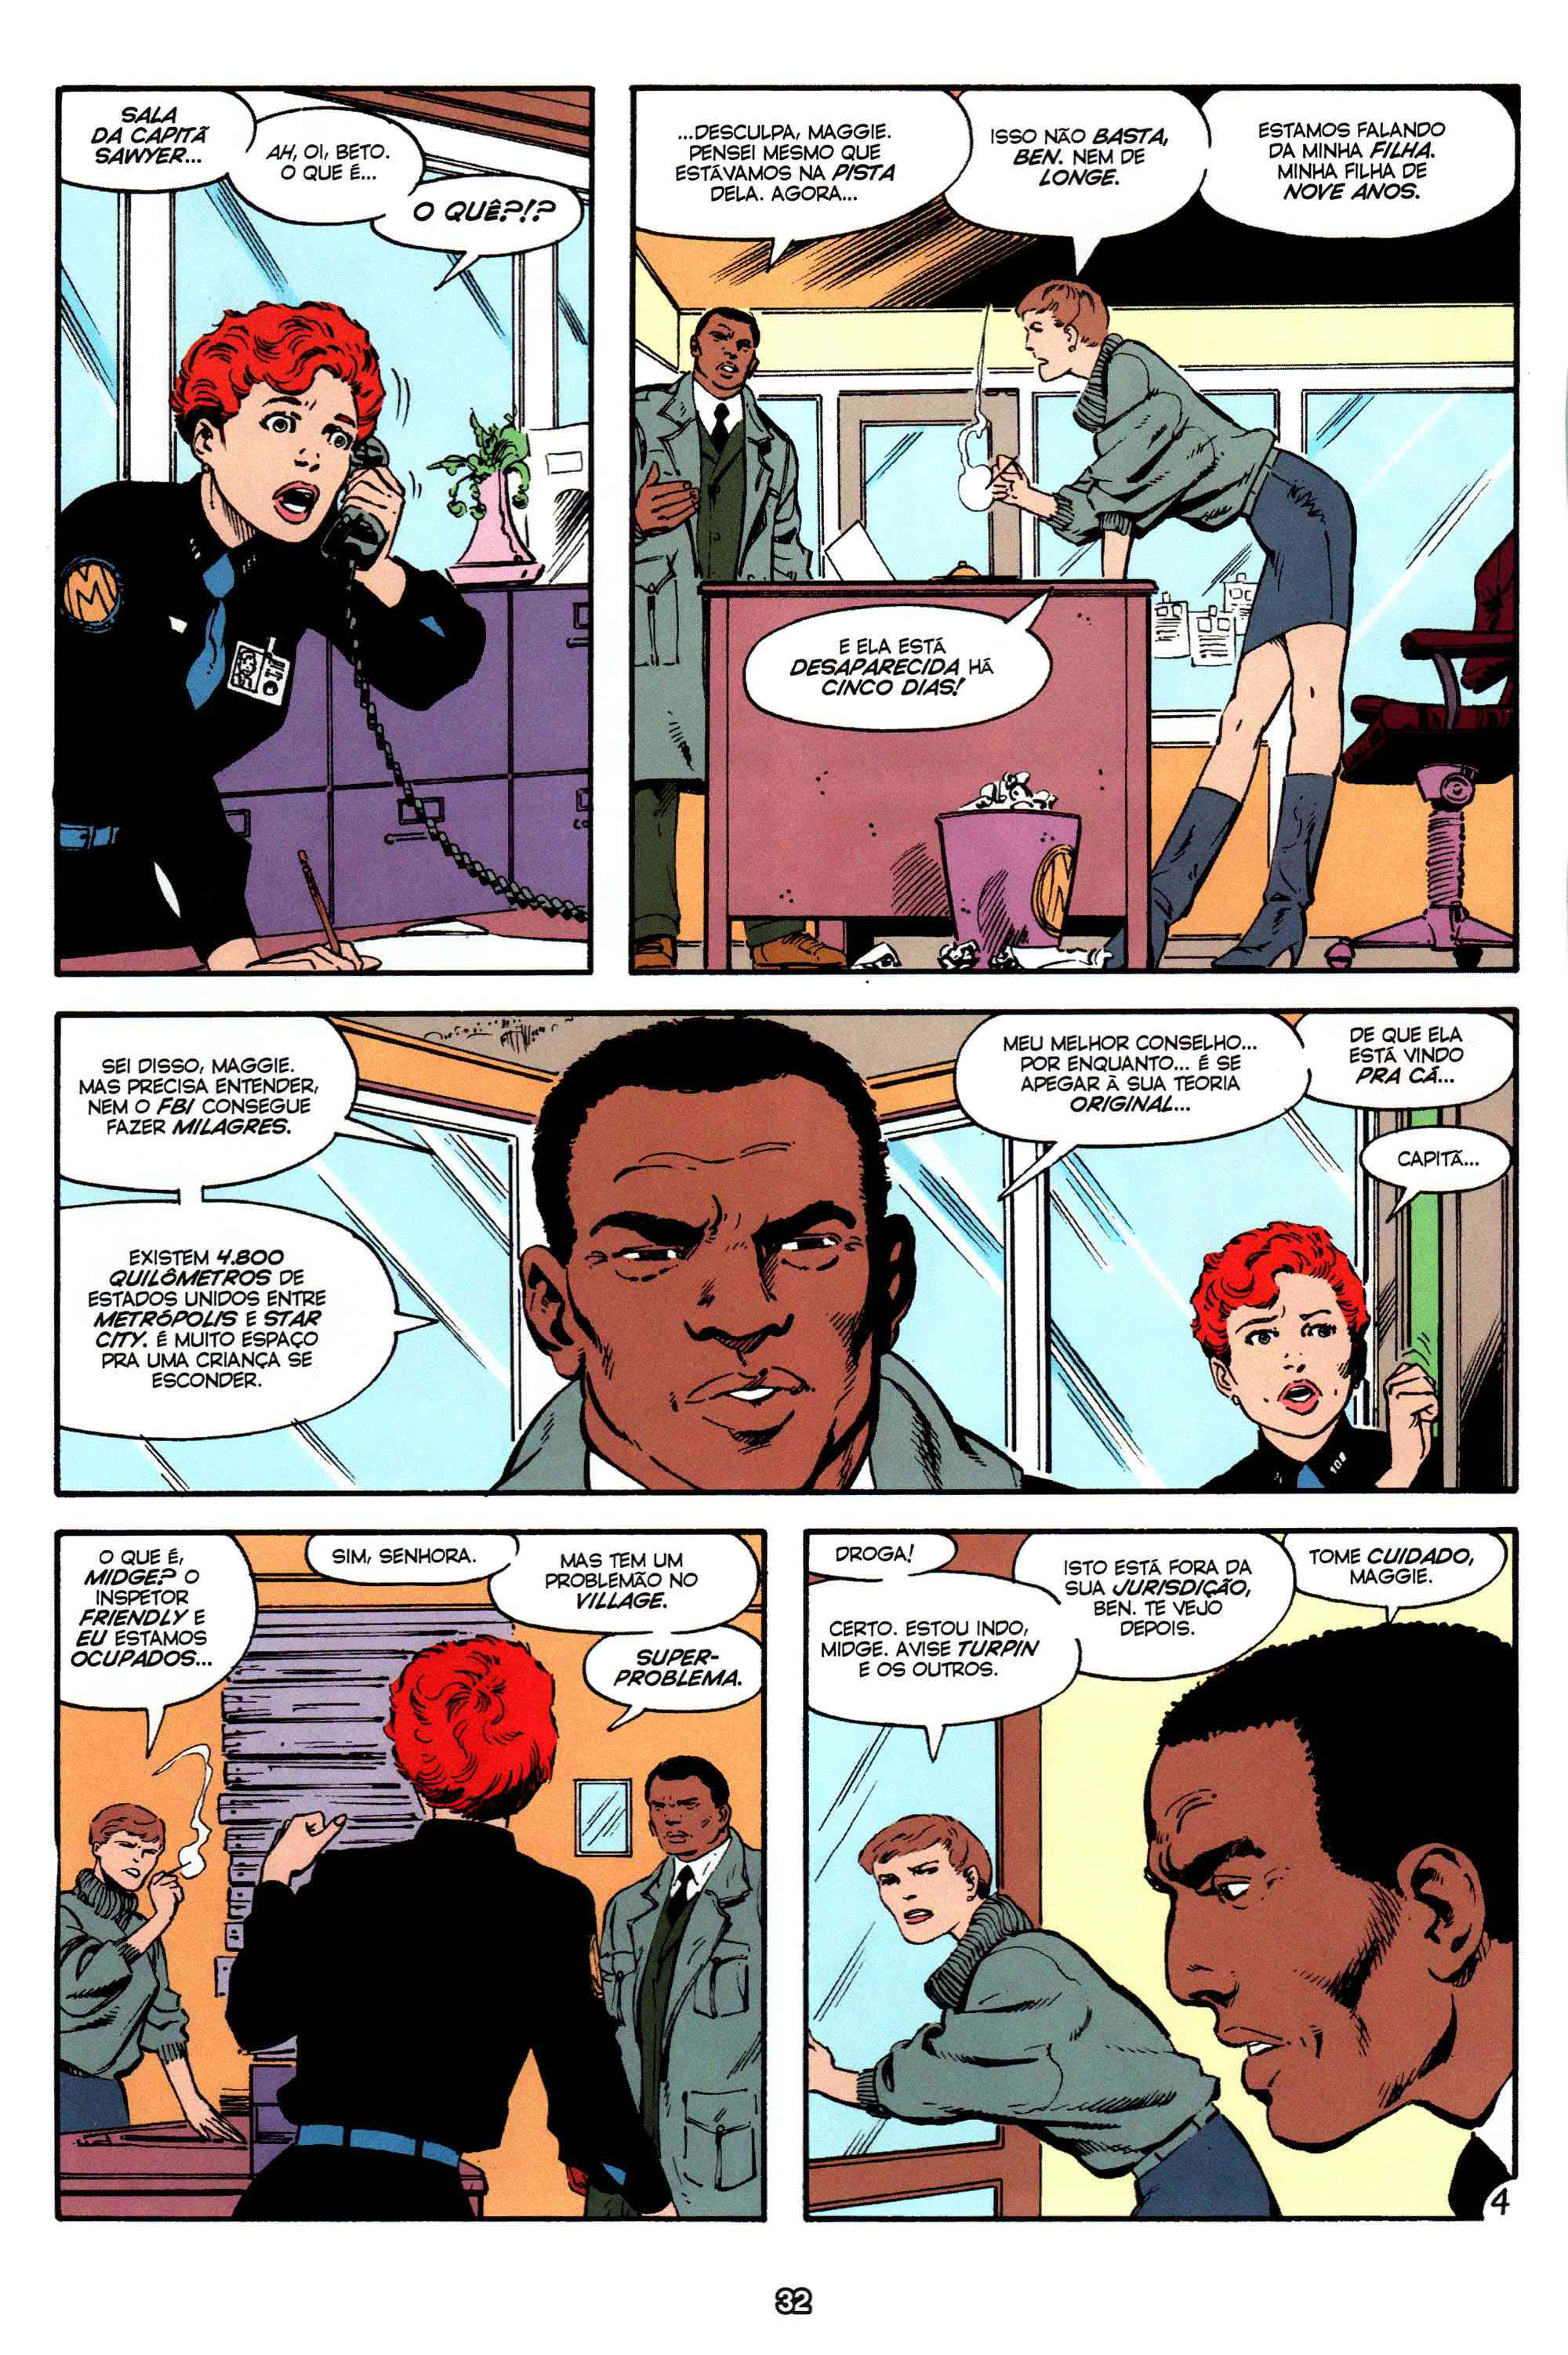 SALA
DA CAPITÃ
SAWYER...
AH, OI, BETO.
O QUE É...
O QUÊ?!?
M
...DESCULPA, MAGGIE.
PENSEI MESMO QUE
ESTÁVAMOS NA PISTA
DELA. AGORA...
ISSO NÃO BASTA,
BEN. NEM DE
LONGE.
ESTAMOS FALANDO
DA MINHA FILHA.
MINHA FILHA DE
NOVE ANOS.
E ELA ESTÁ
DESAPARECIDA HÁ
CINCO DIAS!
M
SEI DISSO, MAGGIE.
MAS PRECISA ENTENDER,
NEM O FBI CONSEGUE
FAZER MILAGRES.
EXISTEM 4.800
QUILÔMETROS DE
ESTADOS UNIDOS ENTRE
METRÓPOLIS E STAR
CITY. É MUITO ESPAÇO
PRA UMA CRIANÇA SE
ESCONDER.
MEU MELHOR CONSELHO...
POR ENQUANTO... É SE
APEGAR À SUA TEORIA
ORIGINAL...
DE QUE ELA
ESTÁ VINDO
PRA CÁ...
CAPITÃ...
O QUE É,
MIDGE? O
INSPETOR
FRIENDLY E
EU ESTAMOS
OCUPADOS...
SIM, SENHORA.
MAS TEM UM
PROBLEMÃO NO
VILLAGE.
SUPER-
PROBLEMA.
DROGA!
CERTO. ESTOU INDO,
MIDGE. AVISE TURPIN
E OS OUTROS.
ISTO ESTÁ FORA DA
SUA JURISDIÇÃO,
BEN. TE VEJO
DEPOIS.
TOME CUIDADO,
MAGGIE.
4
32